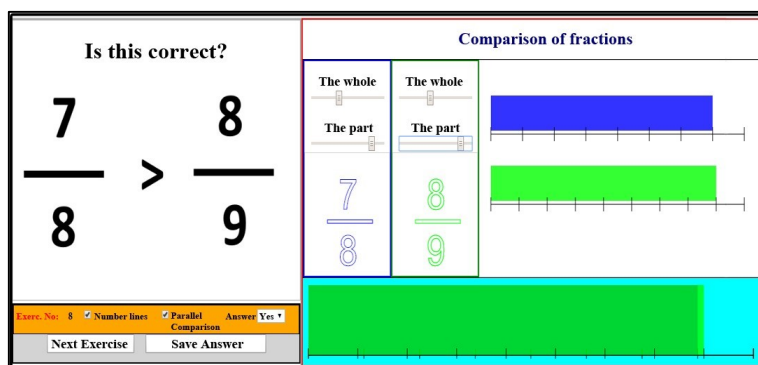 Is this correct?
7
8
>
8
9
Exerc. No: 8 Number lines Parallel Comparison Answer Yes
Next Exercise Save Answer
Comparison of fractions
The whole The whole
The part The part
7
8
8
9